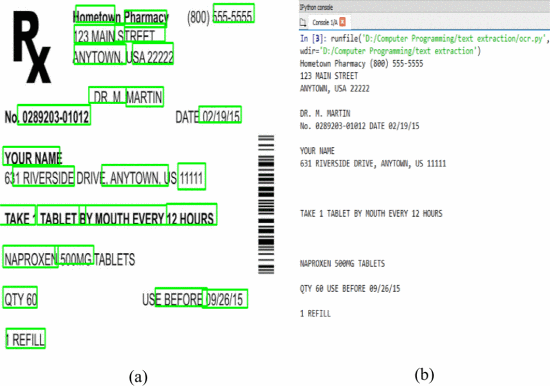 Rx
Hometown Pharmacy (800) 555-5555
123 MAIN STREET
ANYTOWN, USA 22222
DR. M. MARTIN
No. 0289203-01012 DATE 02/19/15
YOUR NAME
631 RIVERSIDE DRIVE, ANYTOWN, US 11111
TAKE 1 TABLET BY MOUTH EVERY 12 HOURS
NAPROXEN 500MG TABLETS
QTY 60 USE BEFORE 09/26/15
1 REFILL
(a)
IPython console
Console 1/A
In [3]: runfile('D:/Computer Programming/text extraction/ocr.py',
wdir='D:/Computer Programming/text extraction')
Hometown Pharmacy (800) 555-5555
123 MAIN STREET
ANYTOWN, USA 22222
DR. M. MARTIN
No. 0289203-01012 DATE 02/19/15
YOUR NAME
631 RIVERSIDE DRIVE, ANYTOWN, US 11111
TAKE 1 TABLET BY MOUTH EVERY 12 HOURS
NAPROXEN 500MG TABLETS
QTY 60 USE BEFORE 09/26/15
1 REFILL
(b)